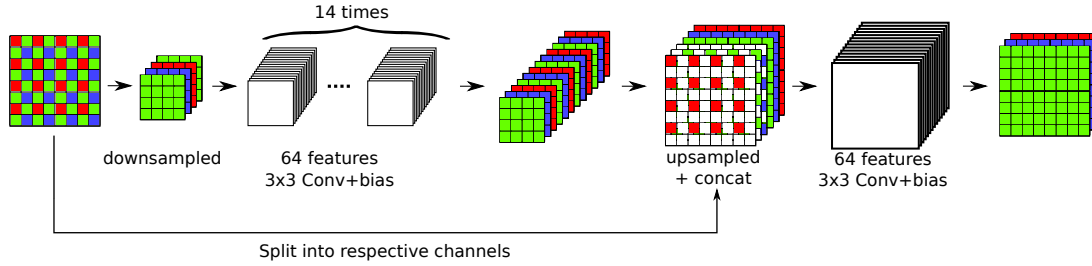 14 times
....
downsampled
64 features
3x3 Conv+bias
upsampled
+ concat
64 features
3x3 Conv+bias
Split into respective channels